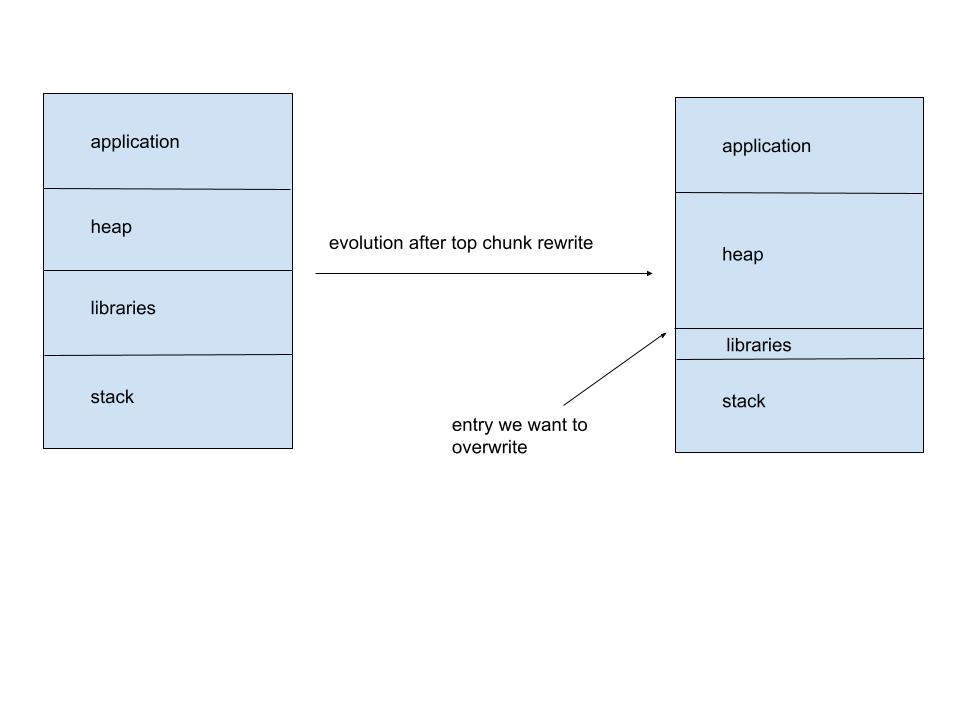 application
heap
libraries
stack
evolution after top chunk rewrite
entry we want to
overwrite
application
heap
libraries
stack